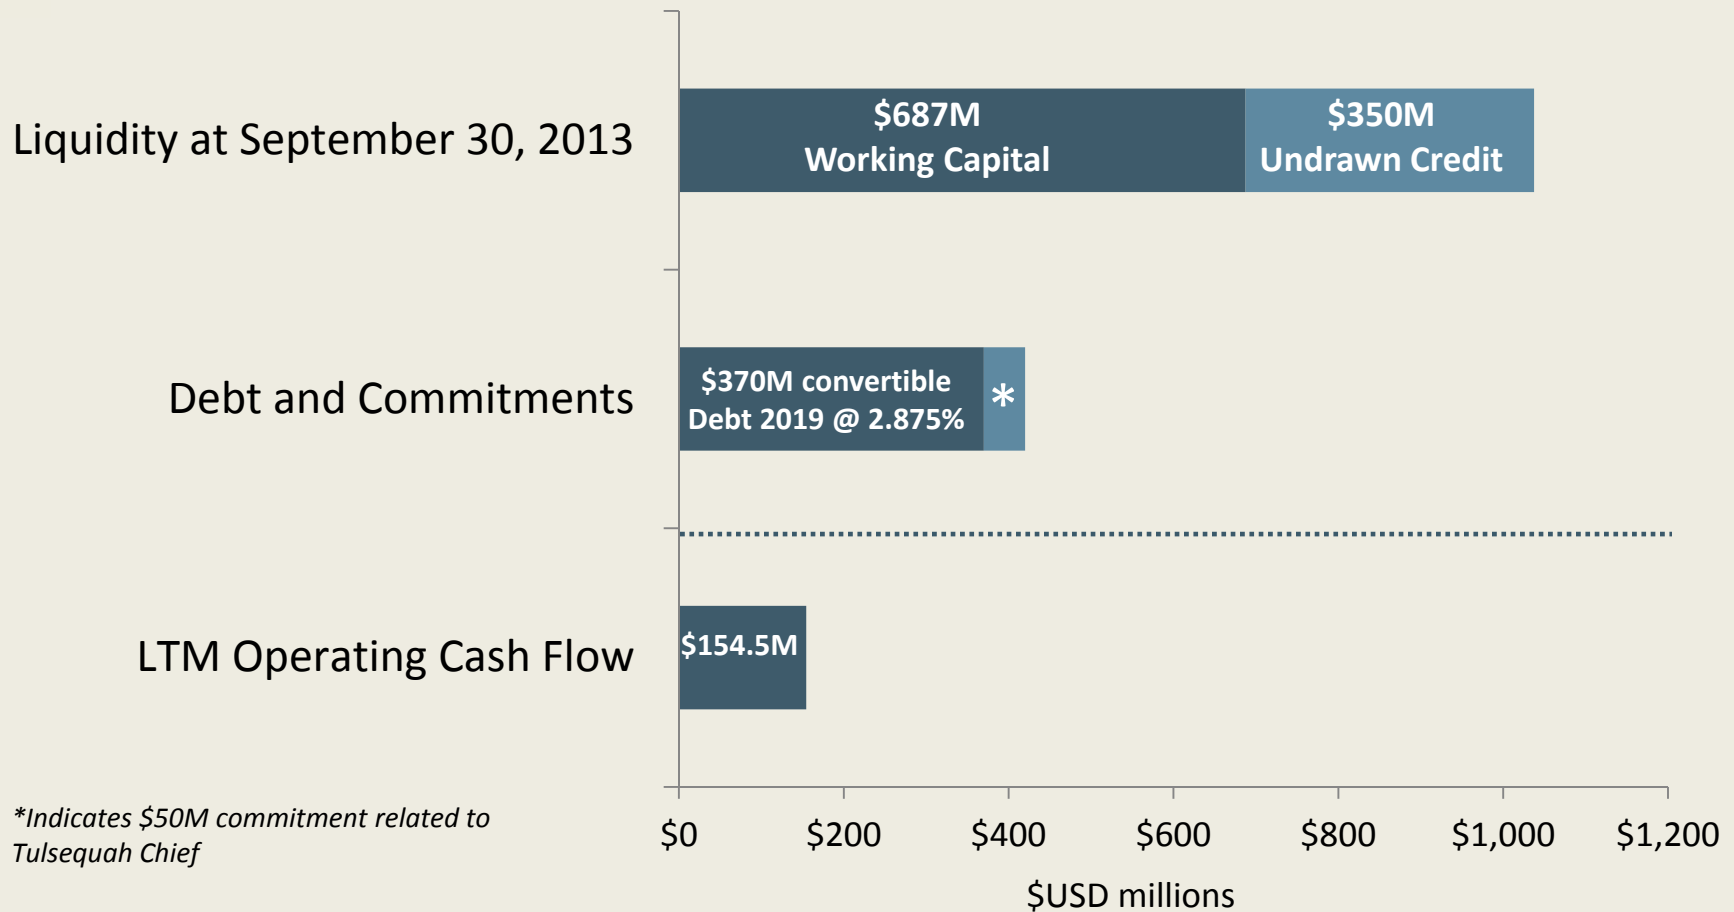 Liquidity at September 30, 2013
$687M
Working Capital
$350M
Undrawn Credit
Debt and Commitments
$370M convertible
Debt 2019 @ 2.875%
*
LTM Operating Cash Flow
$154.5M
*Indicates $50M commitment related to
Tulsequah Chief
$0 $200 $400 $600 $800 $1,000 $1,200
$USD millions